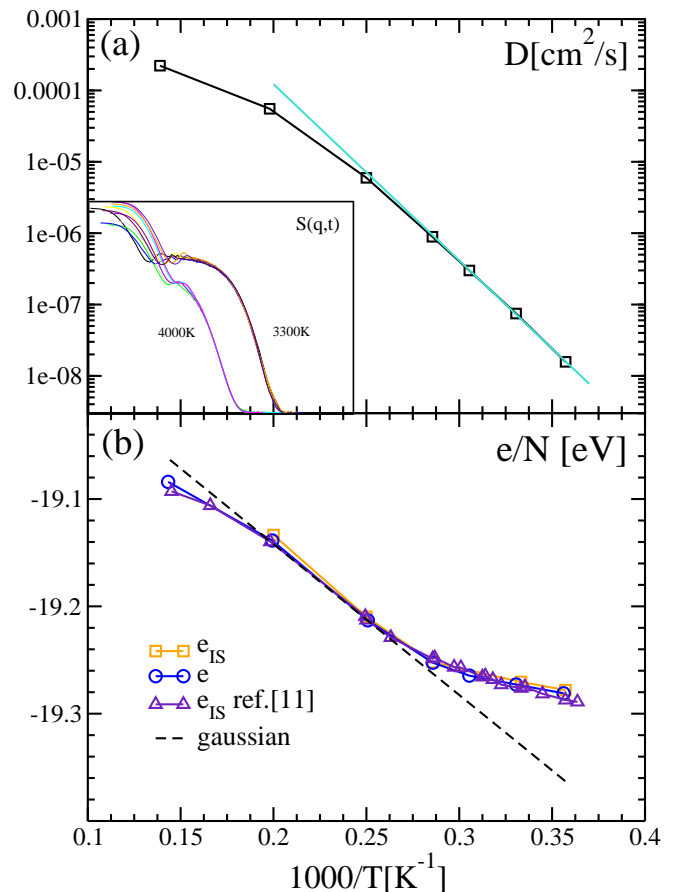 0.001
(a)
D[cm²/s]
0.0001
1e-05
S(q,t)
1e-06
4000K
3300K
1e-07
1e-08
(b)
e/N [eV]
-19.1
-19.2
e_IS
e
-19.3
e_IS ref.[11]
gaussian
0.1 0.15 0.2 0.25 0.3 0.35 0.4
1000/T[K⁻¹]